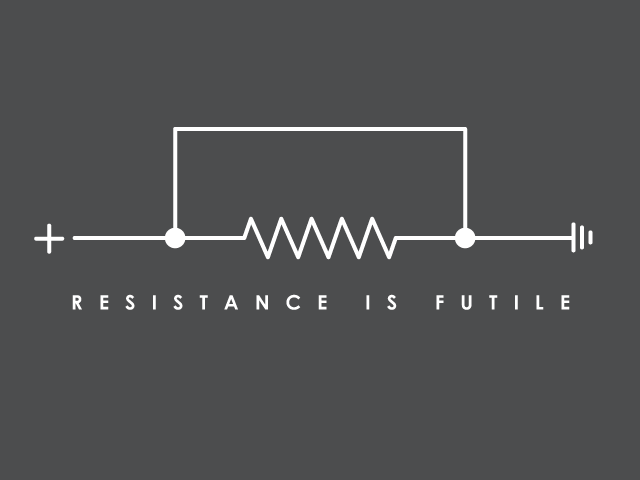 +
RESISTANCE IS FUTILE